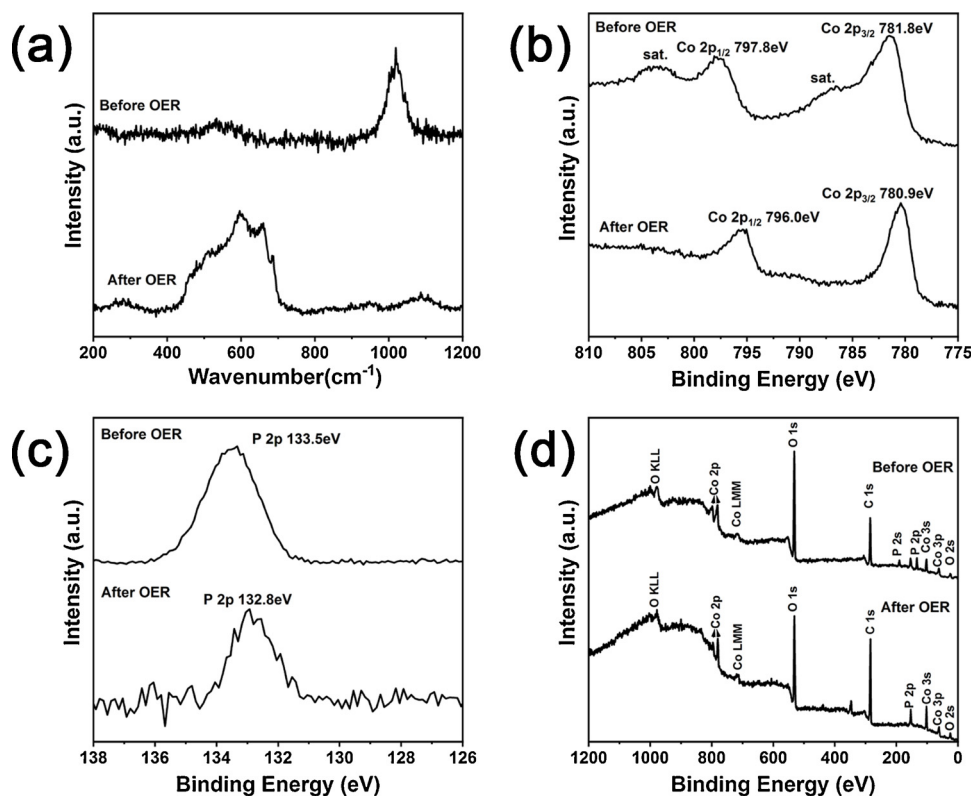 (a)
Before OER
After OER
Intensity (a.u.)
200 400 600 800 1000 1200
Wavenumber(cm⁻¹)
(b)
Before OER
Co 2p₃/₂ 781.8eV
Co 2p₁/₂ 797.8eV
sat.
sat.
Co 2p₃/₂ 780.9eV
Co 2p₁/₂ 796.0eV
After OER
Intensity (a.u.)
810 805 800 795 790 785 780 775
Binding Energy (eV)
(c)
Before OER
P 2p 133.5eV
After OER
P 2p 132.8eV
Intensity (a.u.)
138 136 134 132 130 128 126
Binding Energy (eV)
(d)
Before OER
O KLL
Co 2p
Co LMM
O 1s
C 1s
P 2s
P 2p
Co 3s
Co 3p
O 2s
After OER
O KLL
Co 2p
Co LMM
O 1s
C 1s
P 2p
Co 3s
Co 3p
O 2s
Intensity (a.u.)
1200 1000 800 600 400 200 0
Binding Energy (eV)